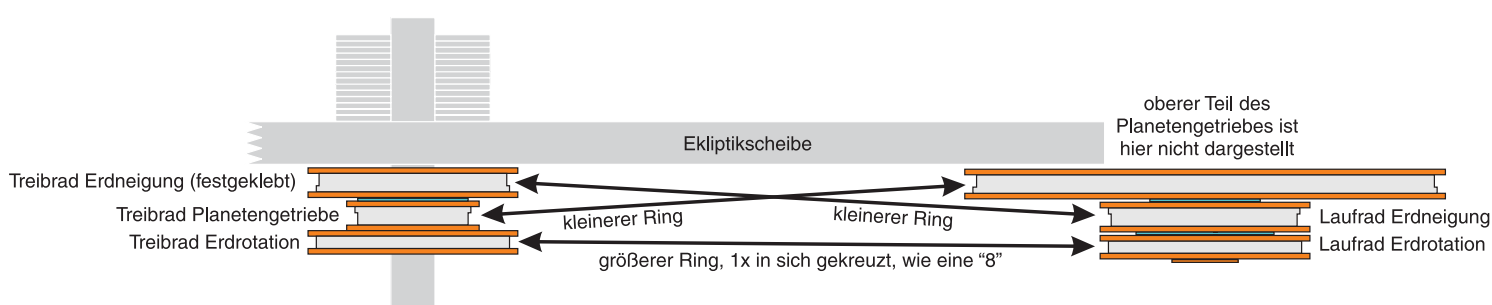 oberer Teil des
Planetengetriebes ist
hier nicht dargestellt
Ekliptikscheibe
Treibrad Erdneigung (festgeklebt)
Treibrad Planetengetriebe
Treibrad Erdrotation
kleinerer Ring
kleinerer Ring
größerer Ring, 1x in sich gekreuzt, wie eine “8”
Laufrad Erdneigung
Laufrad Erdrotation